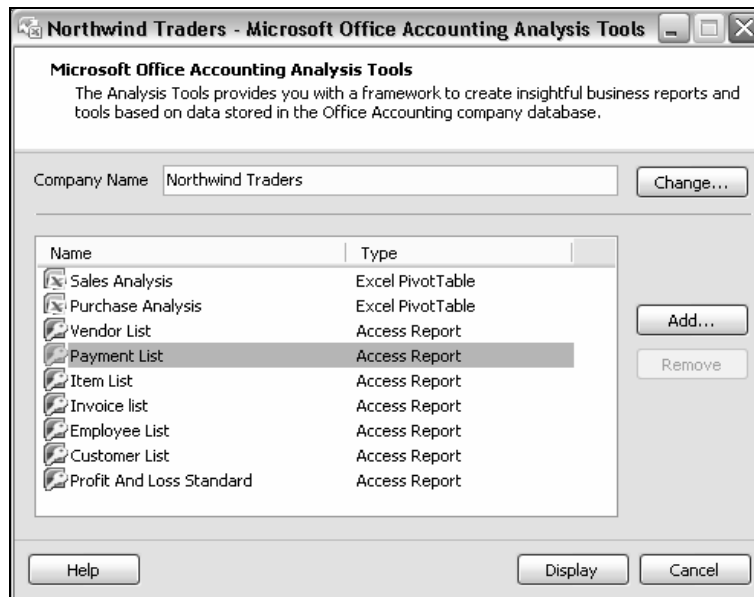 Northwind Traders - Microsoft Office Accounting Analysis Tools
Microsoft Office Accounting Analysis Tools
The Analysis Tools provides you with a framework to create insightful business reports and
tools based on data stored in the Office Accounting company database.
Company Name Northwind Traders Change...
Name Type
Sales Analysis Excel PivotTable
Purchase Analysis Excel PivotTable
Vendor List Access Report
Payment List Access Report
Item List Access Report
Invoice list Access Report
Employee List Access Report
Customer List Access Report
Profit And Loss Standard Access Report
Add...
Remove
Help Display Cancel